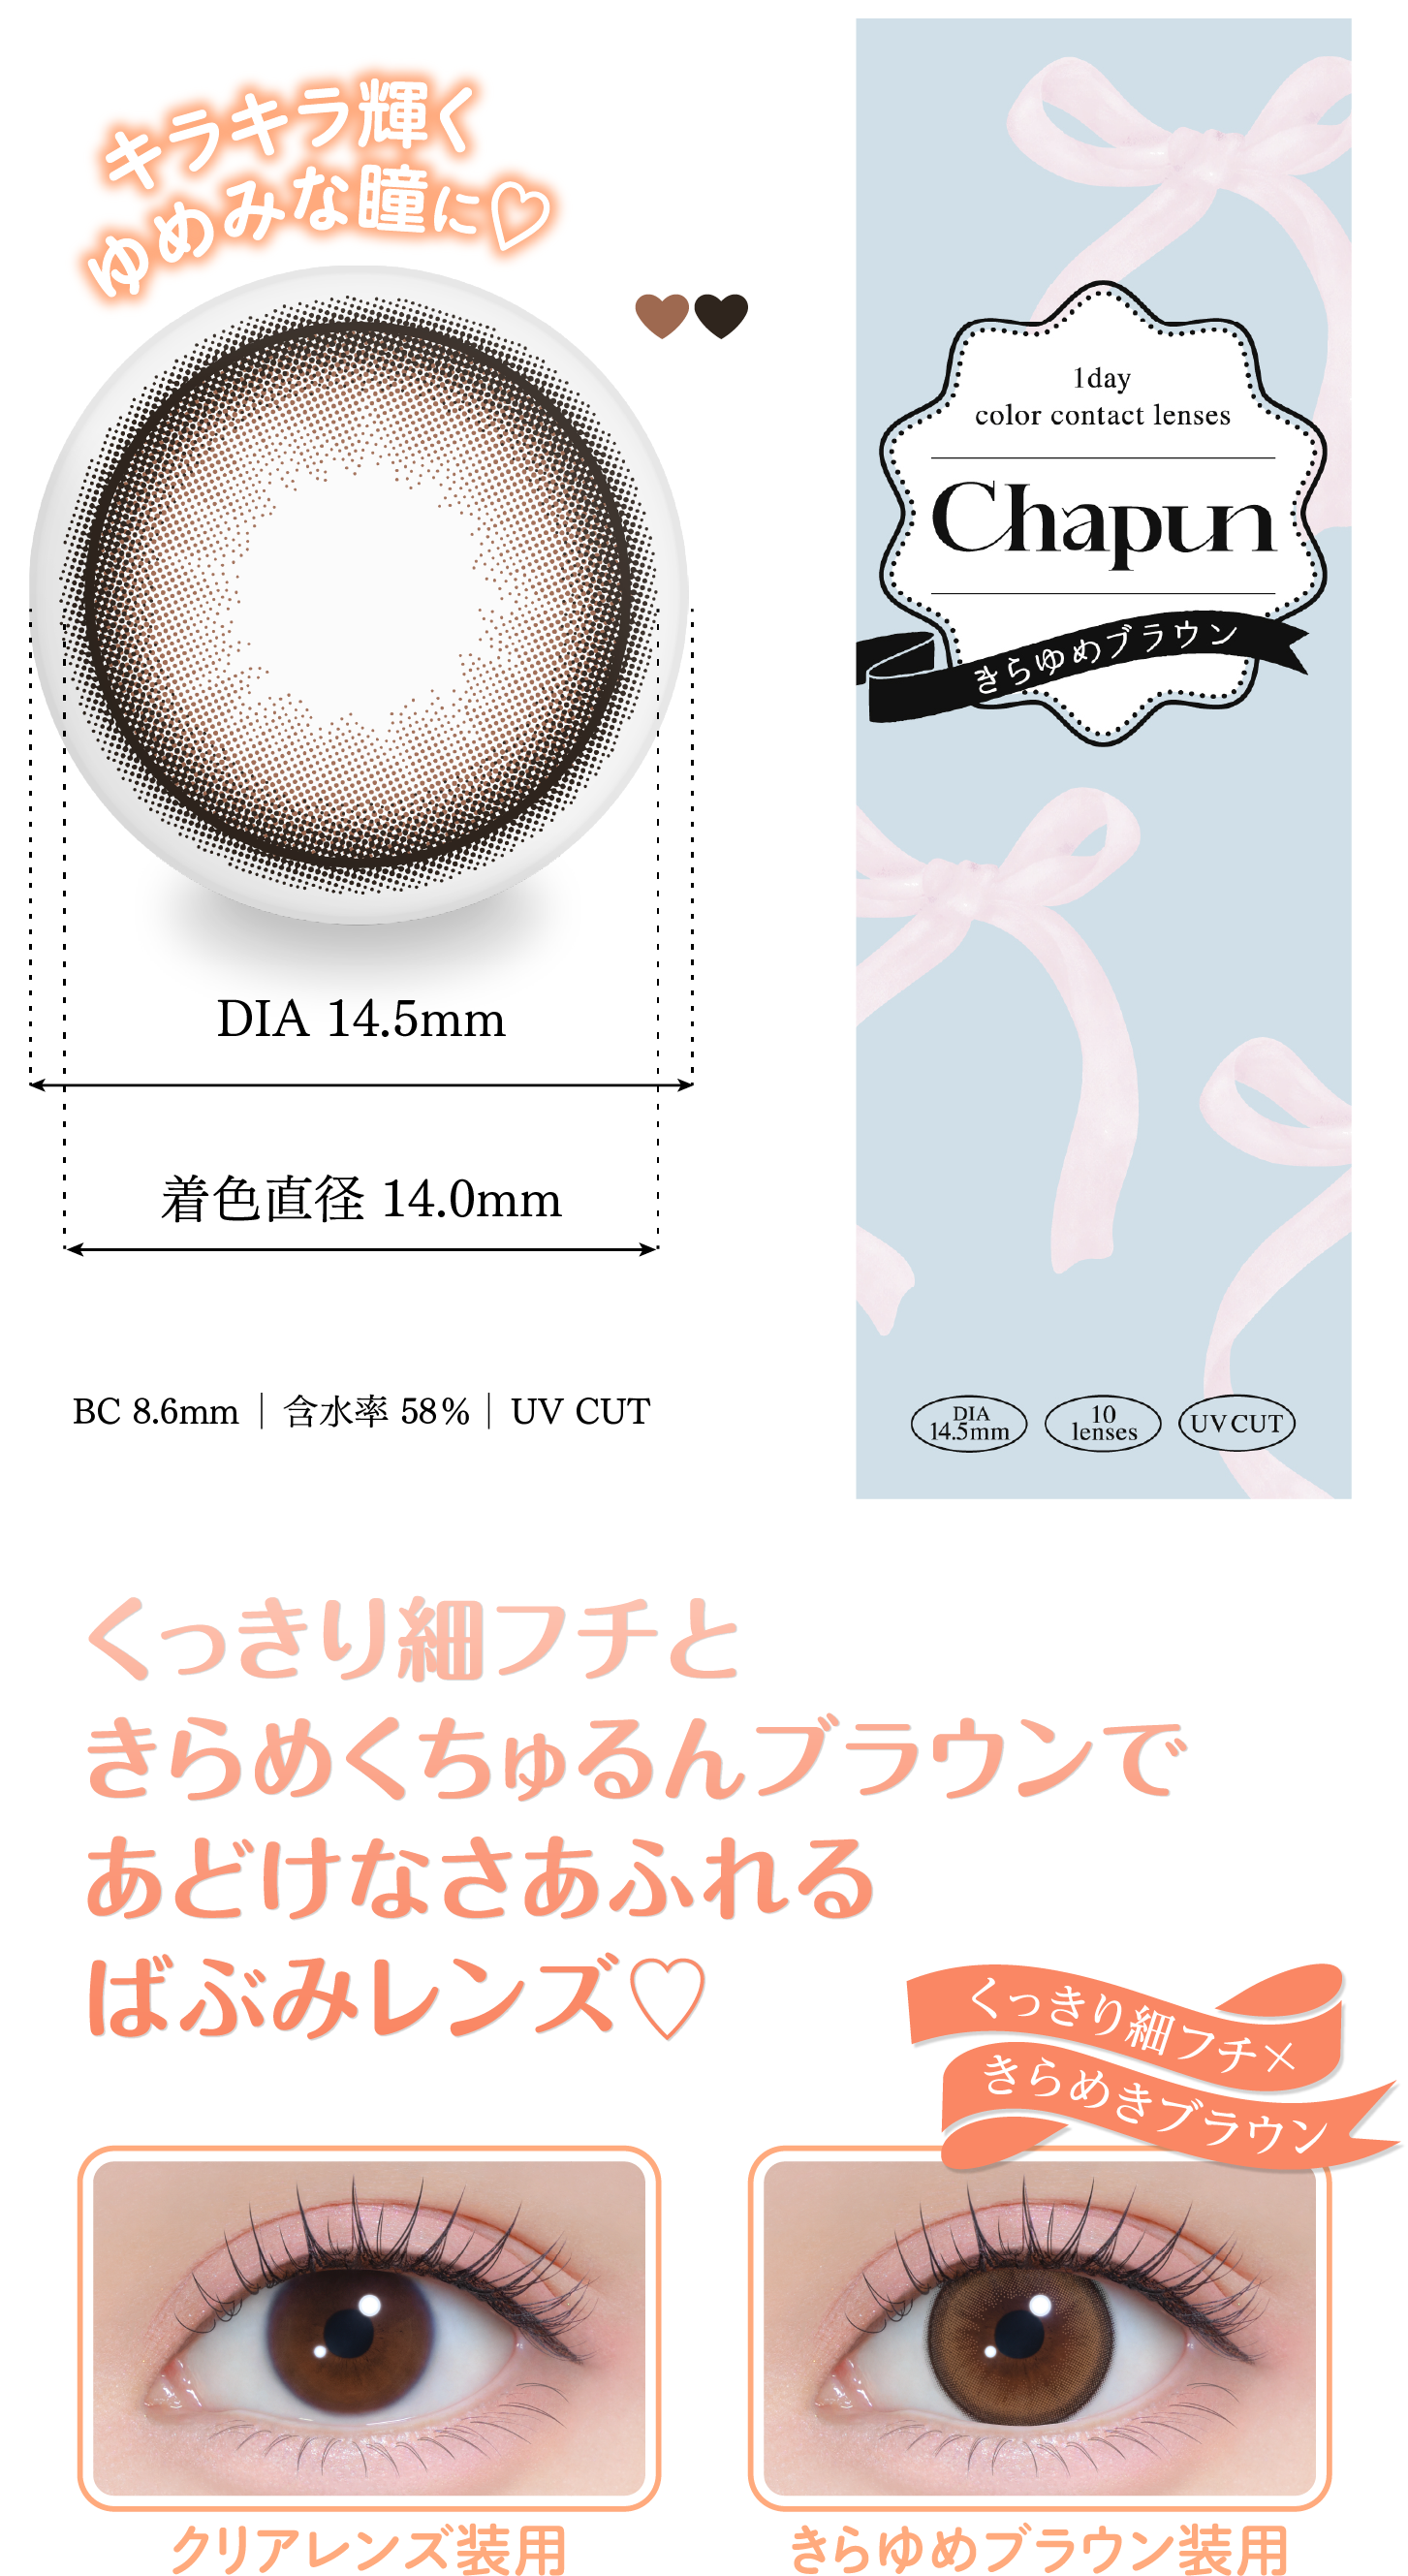 キラキラ輝く
ゆめみな瞳に♡
1day
color contact lenses
Chapun
きらゆめブラウン
DIA 14.5mm
着色直径 14.0mm
BC 8.6mm｜含水率 58%｜UV CUT
DIA
14.5mm
10
lenses
UV CUT
くっきり細フチと
きらめくちゅるんブラウンで
あどけなさあふれる
ばぶみレンズ♡
くっきり細フチ×
きらめきブラウン
クリアレンズ装用
きらゆめブラウン装用